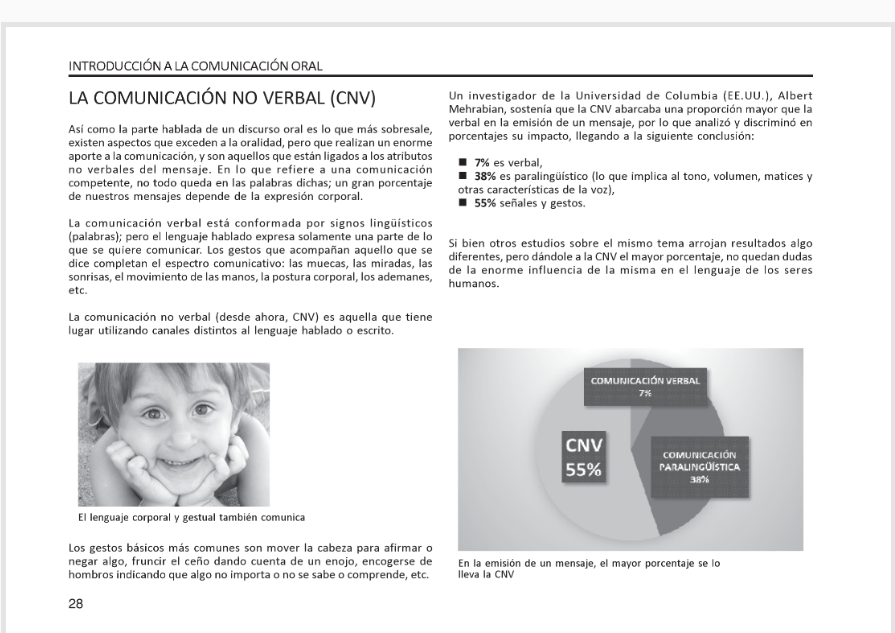 INTRODUCCIÓN A LA COMUNICACIÓN ORAL
LA COMUNICACIÓN NO VERBAL (CNV)
Así como la parte hablada de un discurso oral es lo que más sobresale,
existen aspectos que exceden a la oralidad, pero que realizan un enorme
aporte a la comunicación, y son aquellos que están ligados a los atributos
no verbales del mensaje. En lo que refiere a una comunicación
competente, no todo queda en las palabras dichas; un gran porcentaje
de nuestros mensajes depende de la expresión corporal.
La comunicación verbal está conformada por signos lingüísticos
(palabras); pero el lenguaje hablado expresa solamente una parte de lo
que se quiere comunicar. Los gestos que acompañan aquello que se
dice completan el espectro comunicativo: las muecas, las miradas, las
sonrisas, el movimiento de las manos, la postura corporal, los ademanes,
etc.
La comunicación no verbal (desde ahora, CNV) es aquella que tiene
lugar utilizando canales distintos al lenguaje hablado o escrito.
El lenguaje corporal y gestual también comunica
Los gestos básicos más comunes son mover la cabeza para afirmar o
negar algo, fruncir el ceño dando cuenta de un enojo, encogerse de
hombros indicando que algo no importa o no se sabe o comprende, etc.
28
Un investigador de la Universidad de Columbia (EE.UU.), Albert
Mehrabian, sostenía que la CNV abarcaba una proporción mayor que la
verbal en la emisión de un mensaje, por lo que analizó y discriminó en
porcentajes su impacto, llegando a la siguiente conclusión:
■ 7% es verbal,
■ 38% es paralingüístico (lo que implica al tono, volumen, matices y
otras características de la voz),
■ 55% señales y gestos.
Si bien otros estudios sobre el mismo tema arrojan resultados algo
diferentes, pero dándole a la CNV el mayor porcentaje, no quedan dudas
de la enorme influencia de la misma en el lenguaje de los seres
humanos.
COMUNICACIÓN VERBAL
7%
CNV
55%
COMUNICACIÓN
PARALINGÜÍSTICA
38%
En la emisión de un mensaje, el mayor porcentaje se lo
lleva la CNV